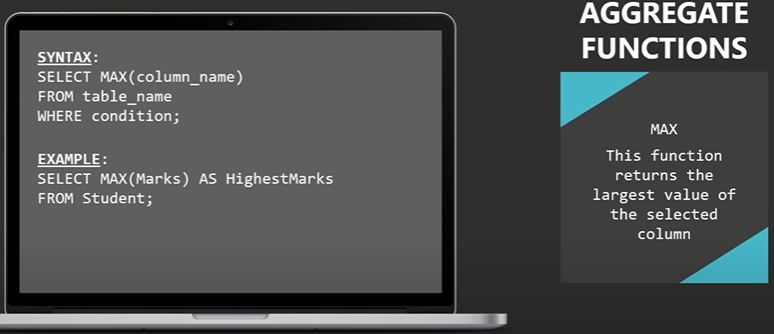 AGGREGATE
FUNCTIONS
SYNTAX:
SELECT MAX(column_name)
FROM table_name
WHERE condition;
EXAMPLE:
SELECT MAX(Marks) AS HighestMarks
FROM Student;
MAX
This function
returns the
largest value of
the selected
column